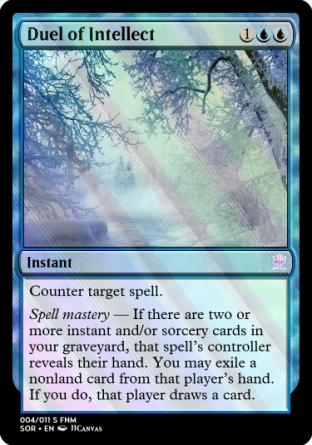 Duel of Intellect 1
Instant
Counter target spell.
Spell mastery — If there are two or
more instant and/or sorcery cards in
your graveyard, that spell's controller
reveals their hand. You may exile a
nonland card from that player's hand.
If you do, that player draws a card.
004/011 S FNM
SOR • EN 11Canvas